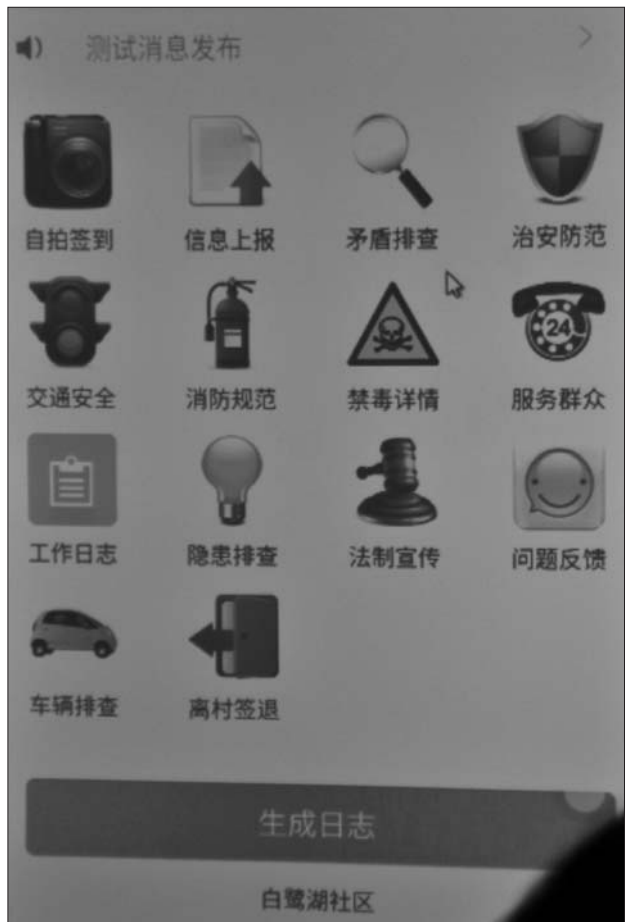 测试消息发布
自拍签到 信息上报 矛盾排查 治安防范
24
交通安全 消防规范 禁毒详情 服务群众
工作日志 隐患排查 法制宣传 问题反馈
车辆排查 离村签退
生成日志
白鹭湖社区